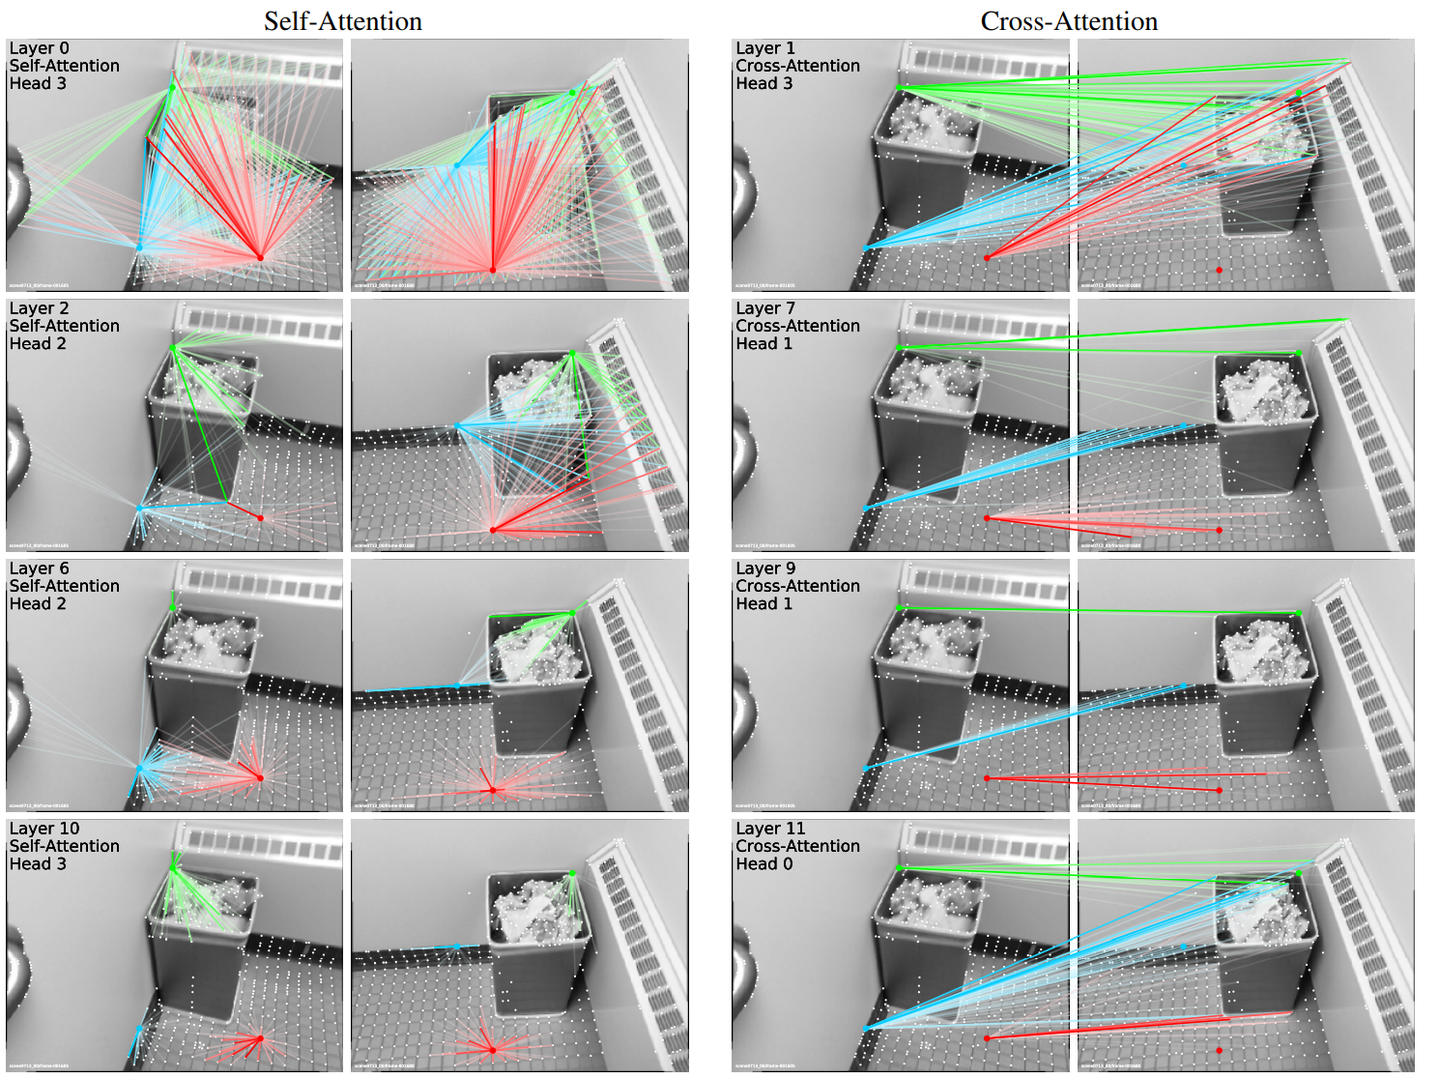 Self-Attention
Cross-Attention
Layer 0
Self-Attention
Head 3
Layer 1
Cross-Attention
Head 3
Layer 2
Self-Attention
Head 2
Layer 7
Cross-Attention
Head 1
Layer 6
Self-Attention
Head 2
Layer 9
Cross-Attention
Head 1
Layer 10
Self-Attention
Head 3
Layer 11
Cross-Attention
Head 0